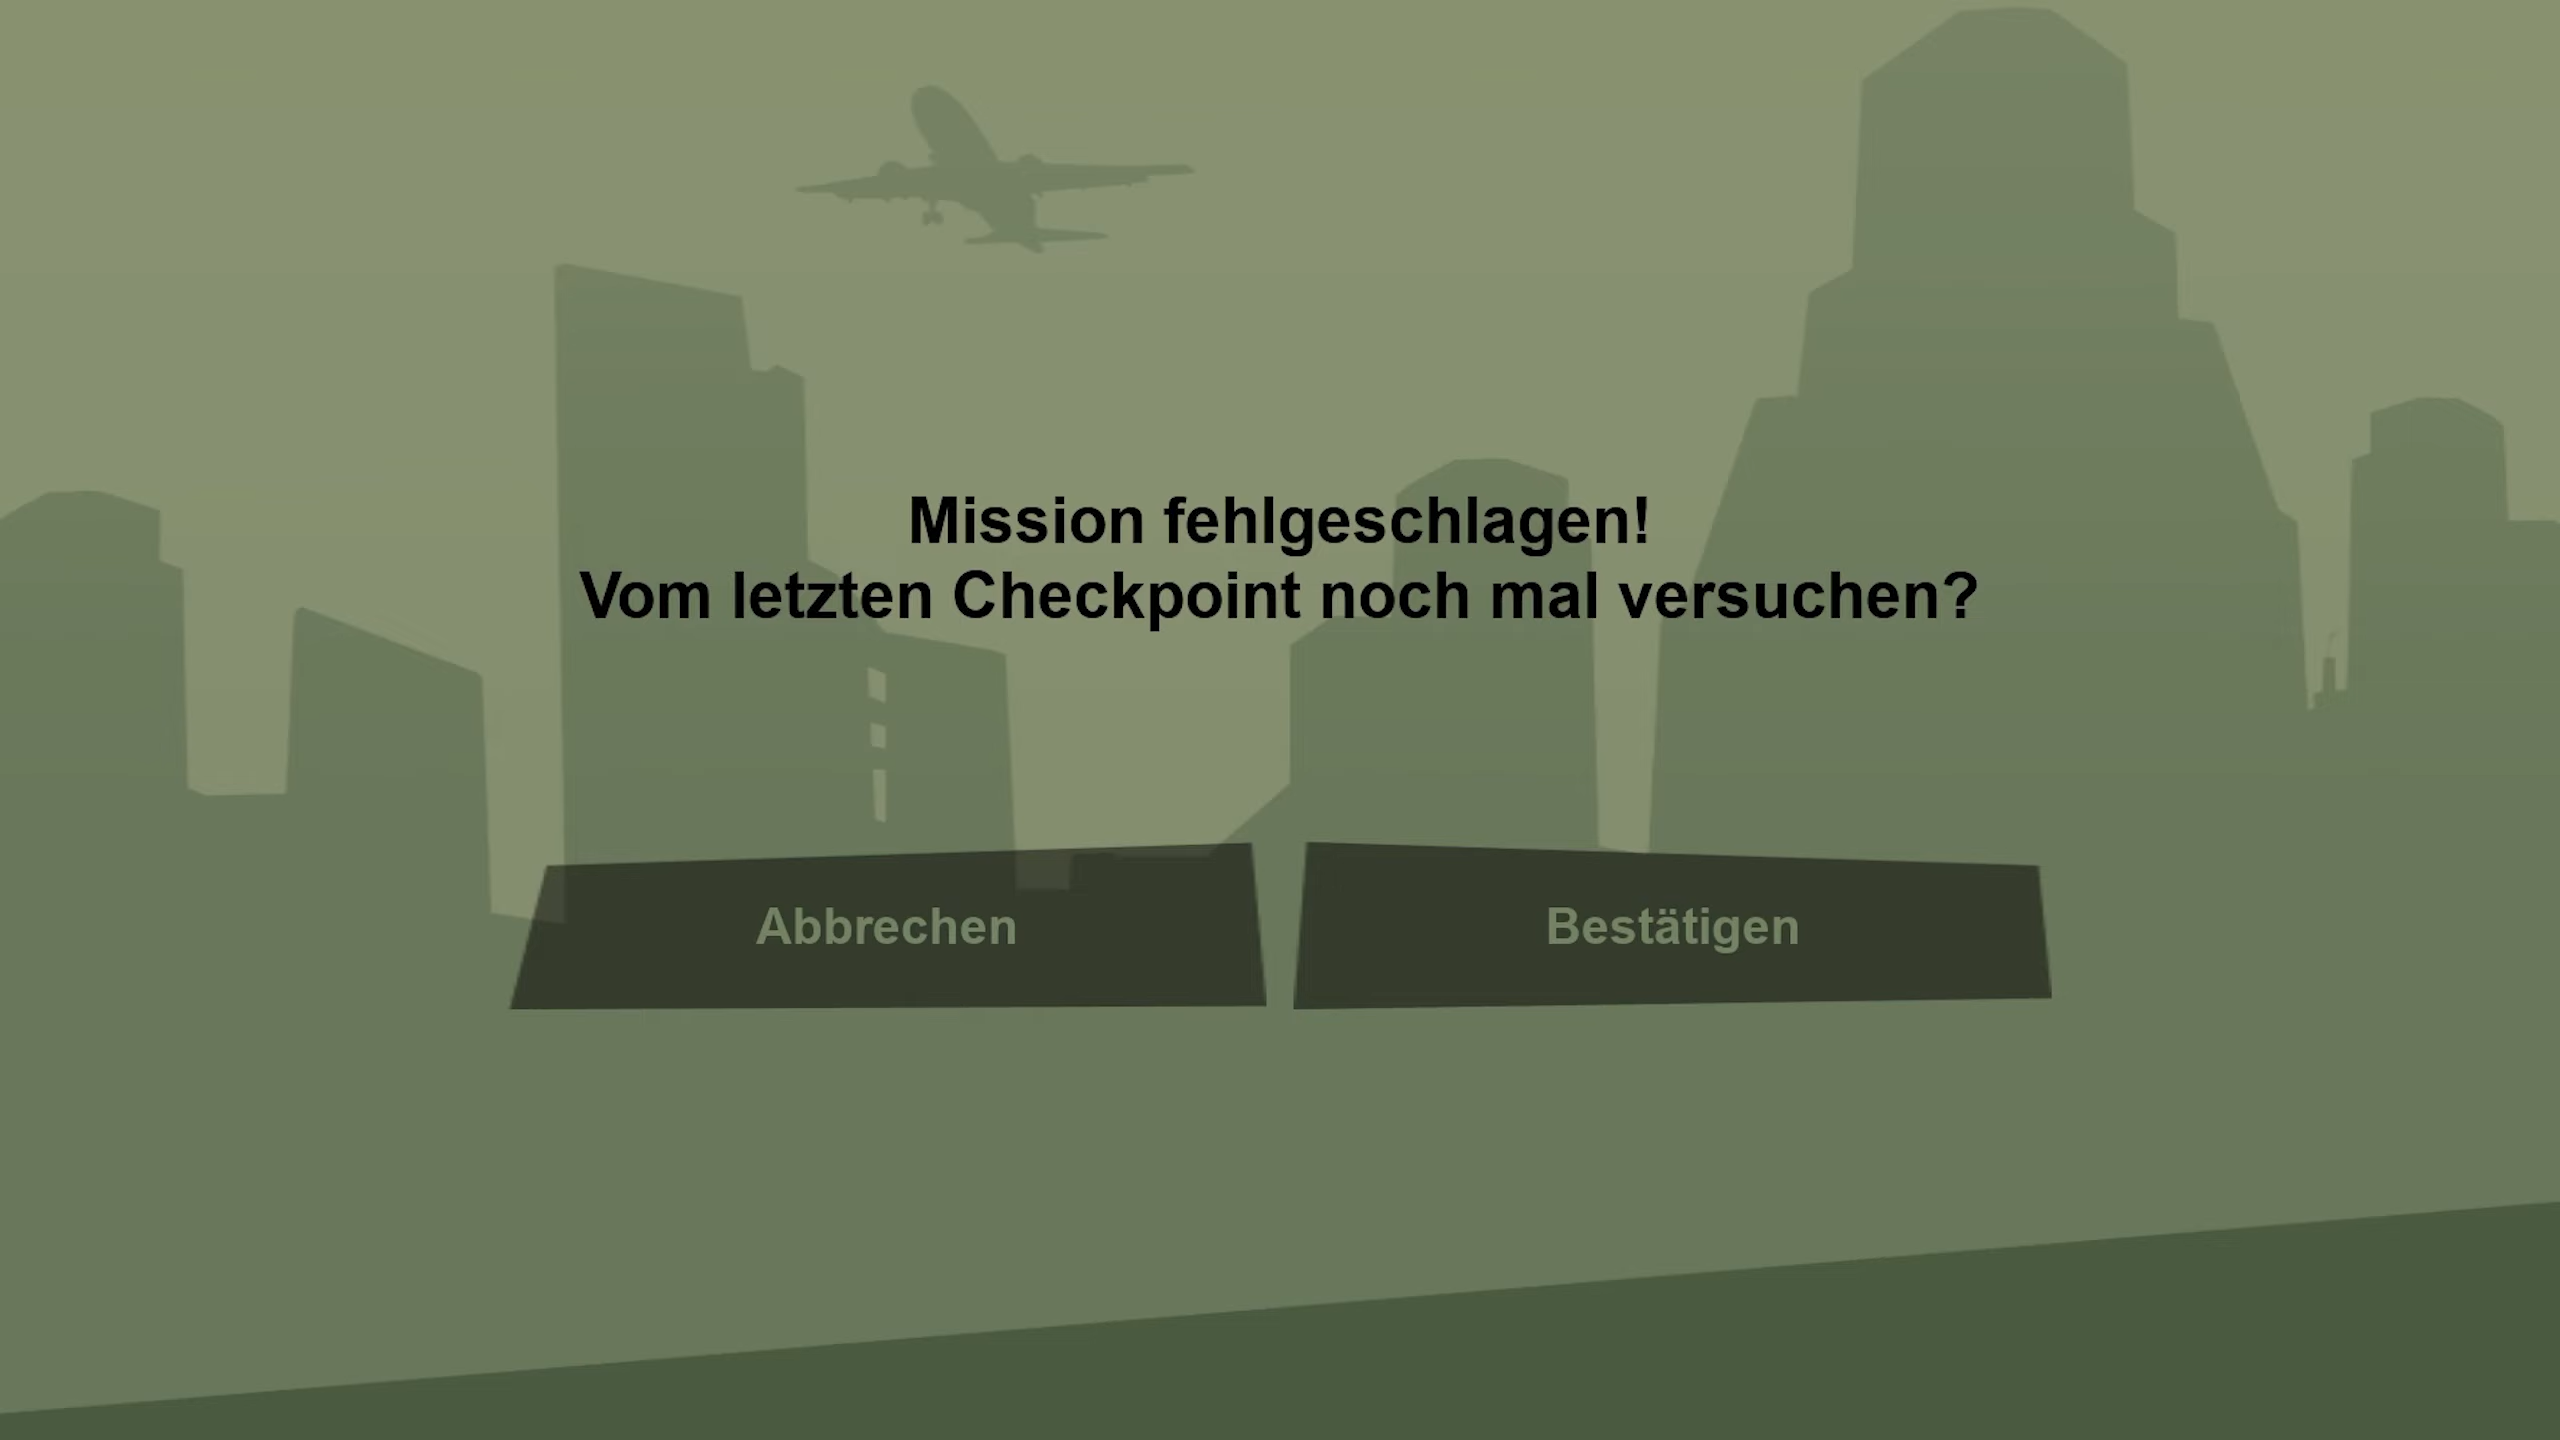 Mission fehlgeschlagen!
Vom letzten Checkpoint noch mal versuchen?
Abbrechen
Bestätigen